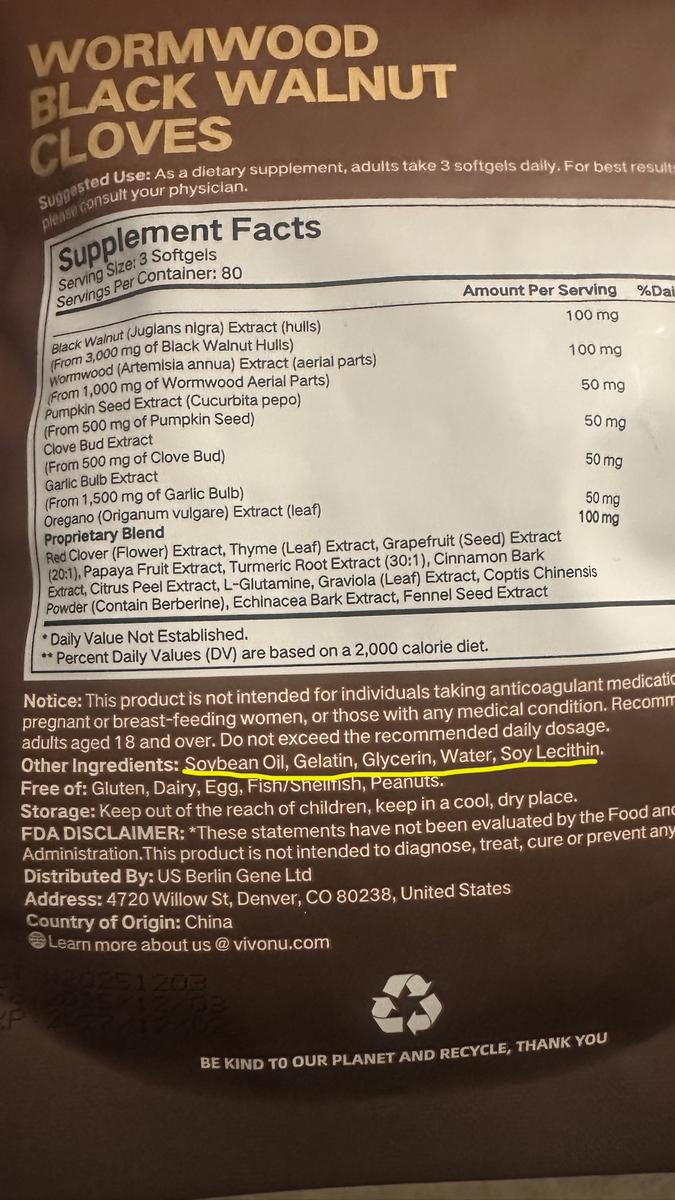 WORMWOOD
BLACK WALNUT
CLOVES
Suggested Use: As a dietary supplement, adults take 3 softgels daily. For best results
please consult your physician.
Supplement Facts
Serving Size: 3 Softgels
Servings Per Container: 80
Amount Per Serving %Dai
Black Walnut (Juglans nigra) Extract (hulls) 100 mg
(From 3,000 mg of Black Walnut Hulls)
Wormwood (Artemisia annua) Extract (aerial parts) 100 mg
(From 1,000 mg of Wormwood Aerial Parts)
Pumpkin Seed Extract (Cucurbita pepo) 50 mg
(From 500 mg of Pumpkin Seed)
Clove Bud Extract 50 mg
(From 500 mg of Clove Bud)
Garlic Bulb Extract 50 mg
(From 1,500 mg of Garlic Bulb)
Oregano (Origanum vulgare) Extract (leaf) 50 mg
Proprietary Blend 100 mg
Red Clover (Flower) Extract, Thyme (Leaf) Extract, Grapefruit (Seed) Extract
(20:1), Papaya Fruit Extract, Turmeric Root Extract (30:1), Cinnamon Bark
Extract, Citrus Peel Extract, L-Glutamine, Graviola (Leaf) Extract, Coptis Chinensis
Powder (Contain Berberine), Echinacea Bark Extract, Fennel Seed Extract
* Daily Value Not Established.
** Percent Daily Values (DV) are based on a 2,000 calorie diet.
Notice: This product is not intended for individuals taking anticoagulant medicatio
pregnant or breast-feeding women, or those with any medical condition. Recomm
adults aged 18 and over. Do not exceed the recommended daily dosage.
Other Ingredients: Soybean Oil, Gelatin, Glycerin, Water, Soy Lecithin.
Free of: Gluten, Dairy, Egg, Fish/Shellfish, Peanuts.
Storage: Keep out of the reach of children, keep in a cool, dry place.
FDA DISCLAIMER: *These statements have not been evaluated by the Food and
Administration.This product is not intended to diagnose, treat, cure or prevent any
Distributed By: US Berlin Gene Ltd
Address: 4720 Willow St, Denver, CO 80238, United States
Country of Origin: China
Learn more about us @ vivonu.com
BE KIND TO OUR PLANET AND RECYCLE, THANK YOU